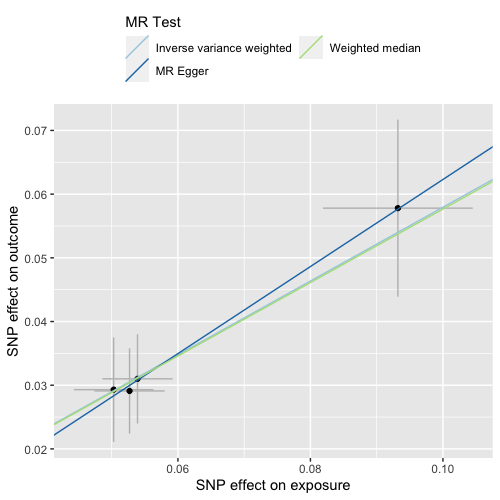 MR Test
Inverse variance weighted
Weighted median
MR Egger
0.07
0.06
0.05
0.04
0.03
0.02
SNP effect on outcome
0.06
0.08
0.10
SNP effect on exposure